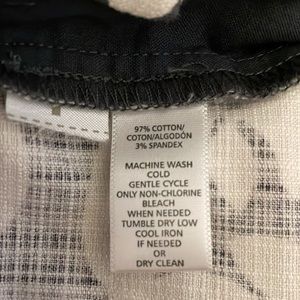 97% COTTON/
COTON/ALGODÓN
3% SPANDEX
MACHINE WASH
COLD
GENTLE CYCLE
ONLY NON-CHLORINE
BLEACH
WHEN NEEDED
TUMBLE DRY LOW
COOL IRON
IF NEEDED
OR
DRY CLEAN